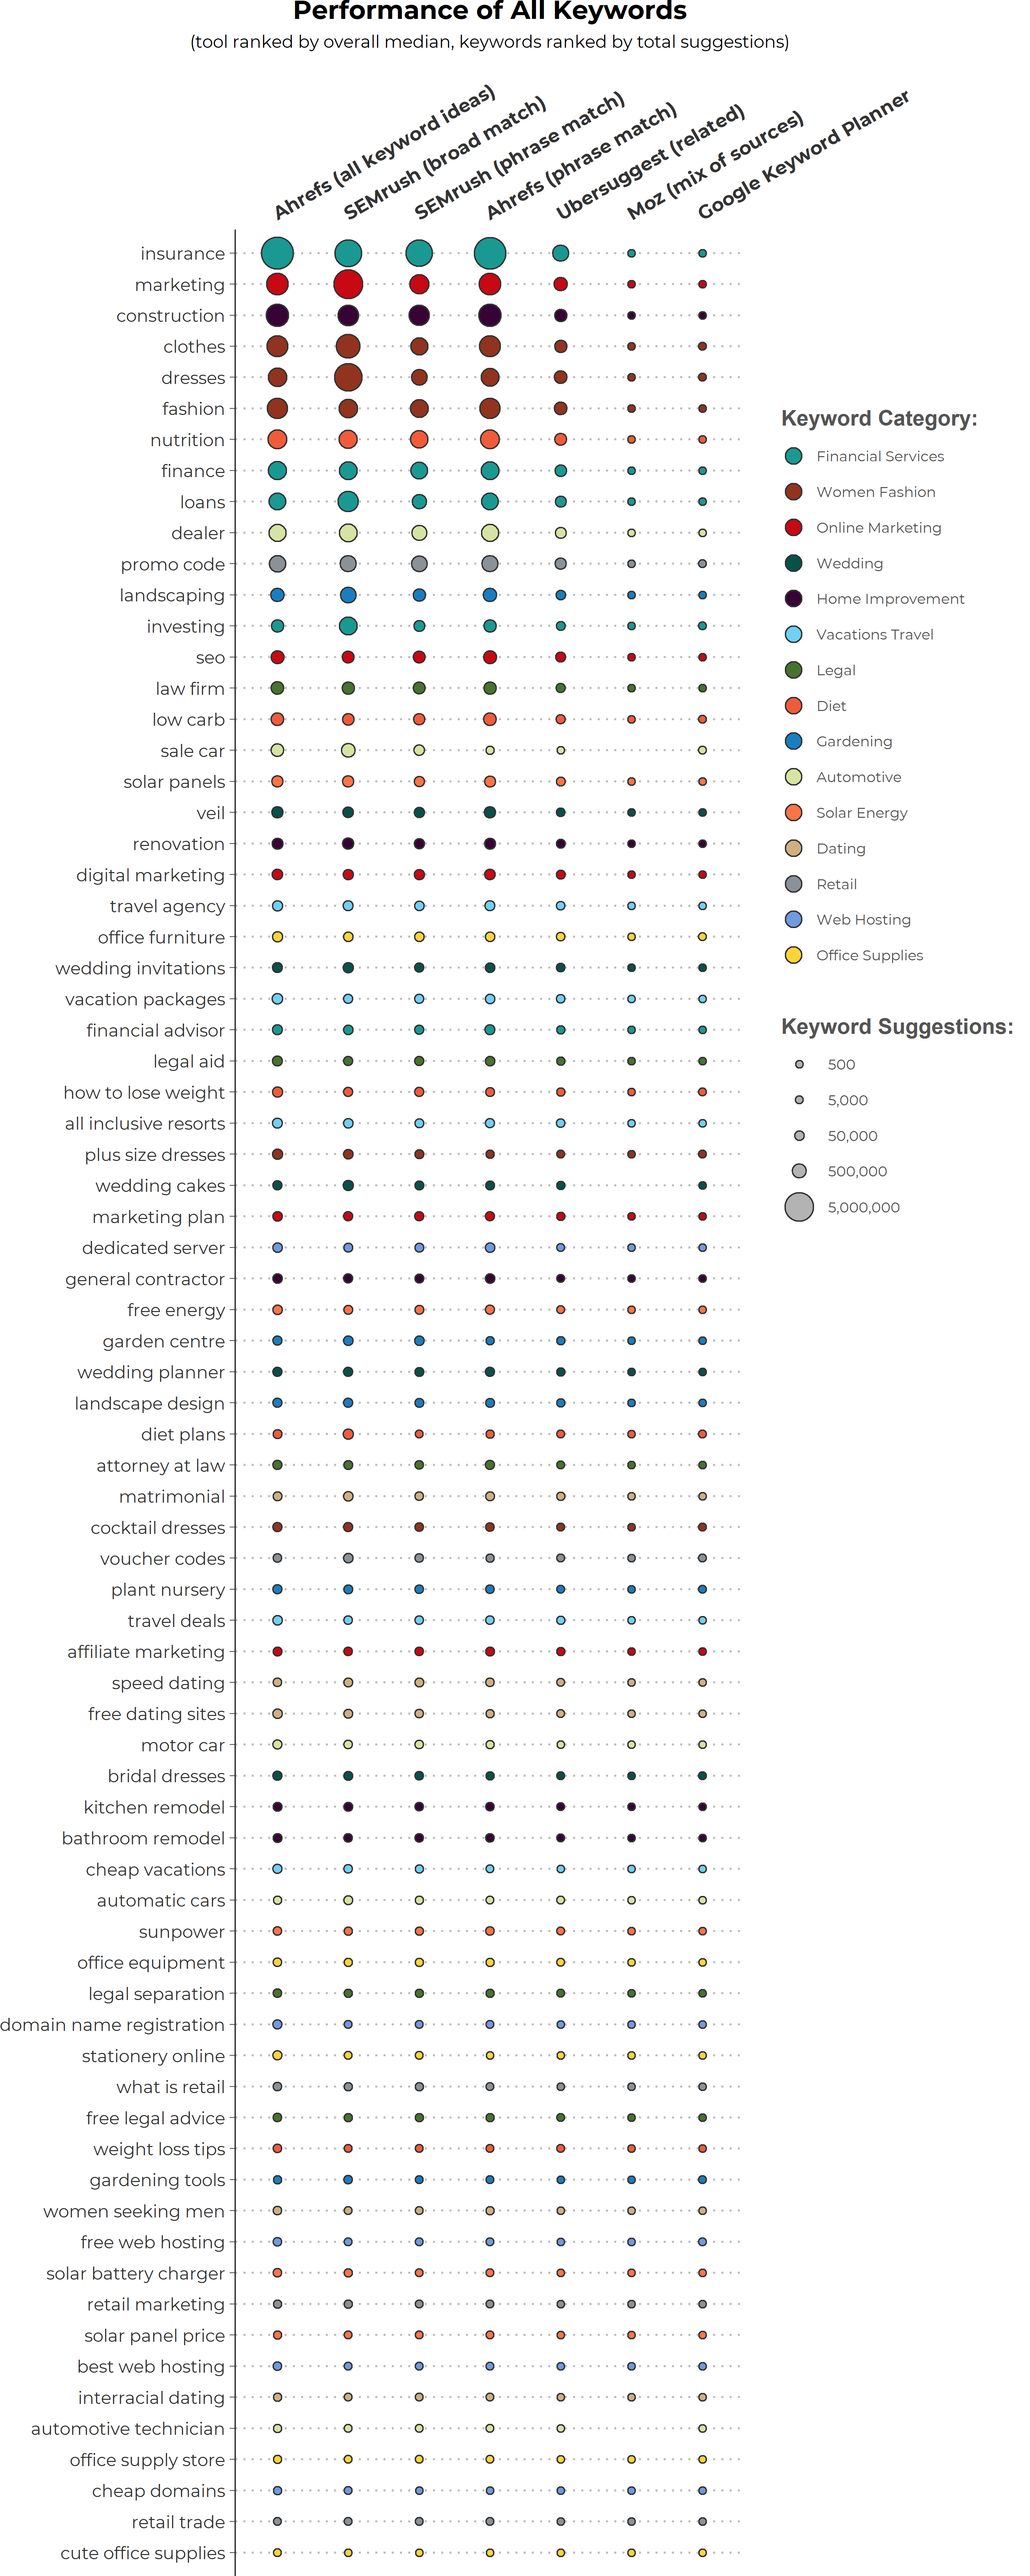 Performance of All Keywords
(tool ranked by overall median, keywords ranked by total suggestions)
Ahrefs (all keyword ideas)
SEMrush (broad match)
SEMrush (phrase match)
Ahrefs (phrase match)
Ubersuggest (related)
Moz (mix of sources)
Google Keyword Planner
insurance
marketing
construction
clothes
dresses
fashion
nutrition
finance
loans
dealer
promo code
landscaping
investing
seo
law firm
low carb
sale car
solar panels
veil
renovation
digital marketing
travel agency
office furniture
wedding invitations
vacation packages
financial advisor
legal aid
how to lose weight
all inclusive resorts
plus size dresses
wedding cakes
marketing plan
dedicated server
general contractor
free energy
garden centre
wedding planner
landscape design
diet plans
attorney at law
matrimonial
cocktail dresses
voucher codes
plant nursery
travel deals
affiliate marketing
speed dating
free dating sites
motor car
bridal dresses
kitchen remodel
bathroom remodel
cheap vacations
automatic cars
sunpower
office equipment
legal separation
domain name registration
stationery online
what is retail
free legal advice
weight loss tips
gardening tools
women seeking men
free web hosting
solar battery charger
retail marketing
solar panel price
best web hosting
interracial dating
automotive technician
office supply store
cheap domains
retail trade
cute office supplies
Keyword Category:
Financial Services
Women Fashion
Online Marketing
Wedding
Home Improvement
Vacations Travel
Legal
Diet
Gardening
Automotive
Solar Energy
Dating
Retail
Web Hosting
Office Supplies
Keyword Suggestions:
500
5,000
50,000
500,000
5,000,000